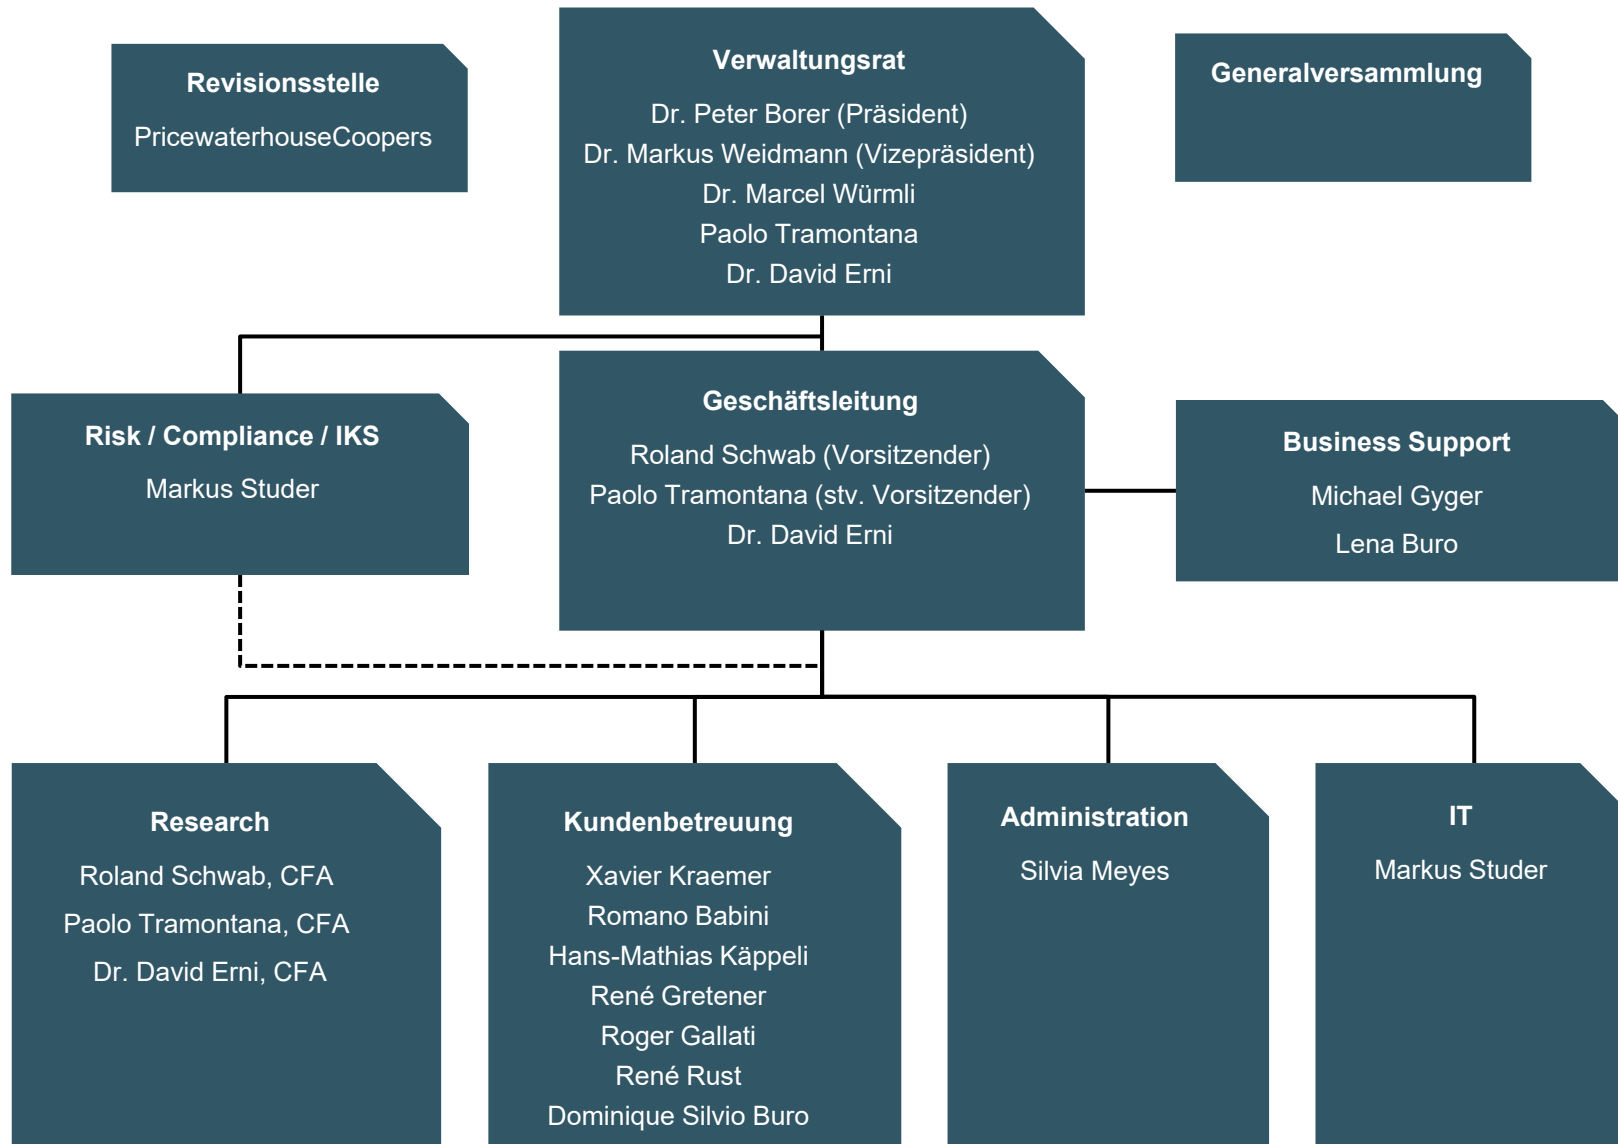 Revisionsstelle
PricewaterhouseCoopers
Verwaltungsrat
Dr. Peter Borer (Präsident)
Dr. Markus Weidmann (Vizepräsident)
Dr. Marcel Würmli
Paolo Tramontana
Dr. David Erni
Generalversammlung
Risk / Compliance / IKS
Markus Studer
Geschäftsleitung
Roland Schwab (Vorsitzender)
Paolo Tramontana (stv. Vorsitzender)
Dr. David Erni
Business Support
Michael Gyger
Lena Buro
Research
Roland Schwab, CFA
Paolo Tramontana, CFA
Dr. David Erni, CFA
Kundenbetreuung
Xavier Kraemer
Romano Babini
Hans-Mathias Käppeli
René Gretener
Roger Gallati
René Rust
Dominique Silvio Buro
Administration
Silvia Meyes
IT
Markus Studer